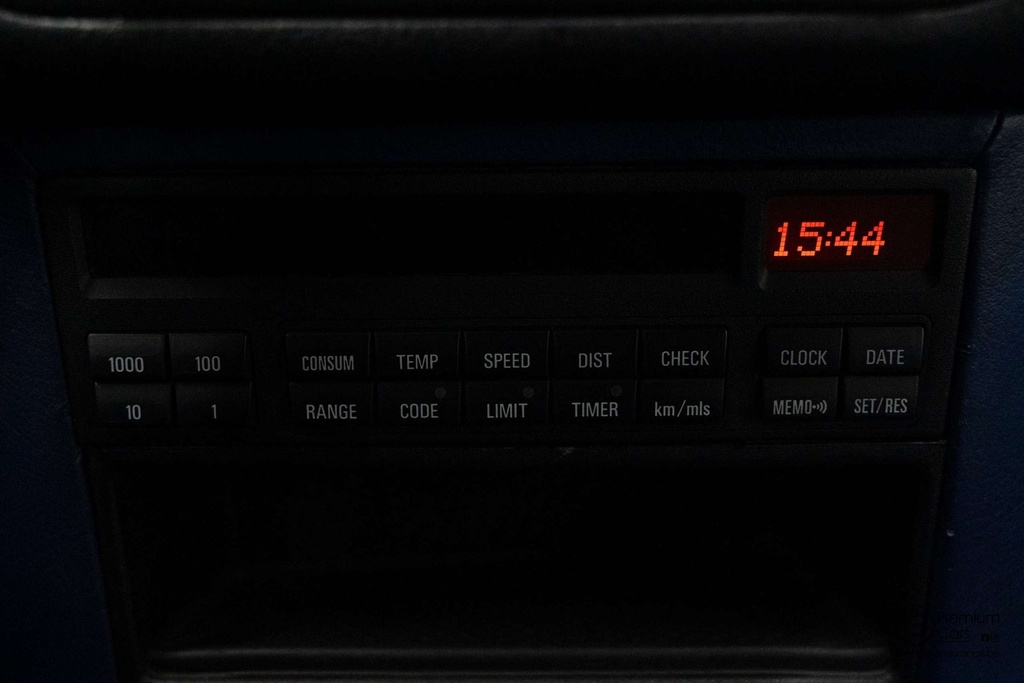 15:44
1000 100 CONSUM TEMP SPEED DIST CHECK CLOCK DATE
10 1 RANGE CODE LIMIT TIMER km/mls MEMO SET/RES